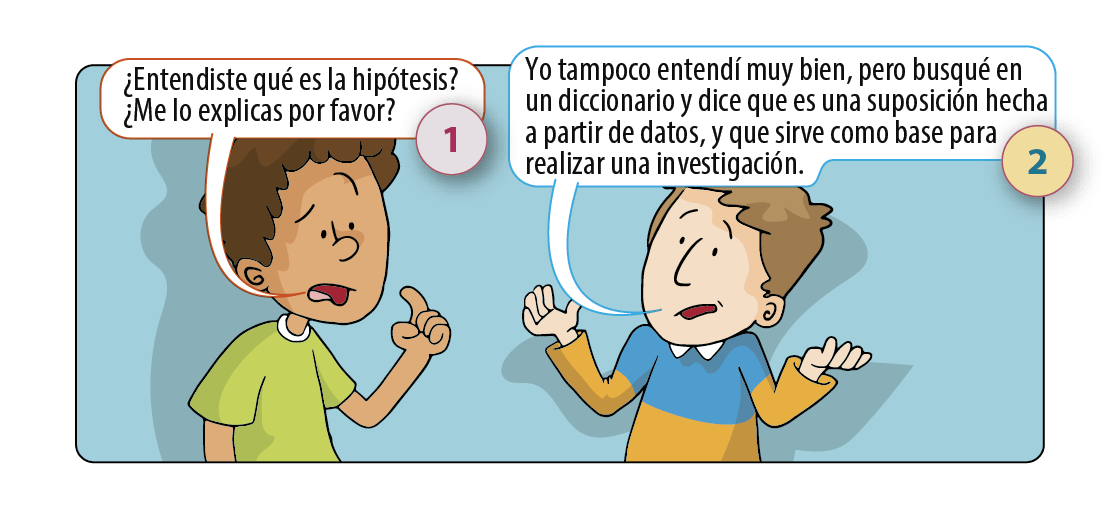 ¿Entendiste qué es la hipótesis?
¿Me lo explicas por favor?
1
Yo tampoco entendí muy bien, pero busqué en
un diccionario y dice que es una suposición hecha
a partir de datos, y que sirve como base para
realizar una investigación.
2